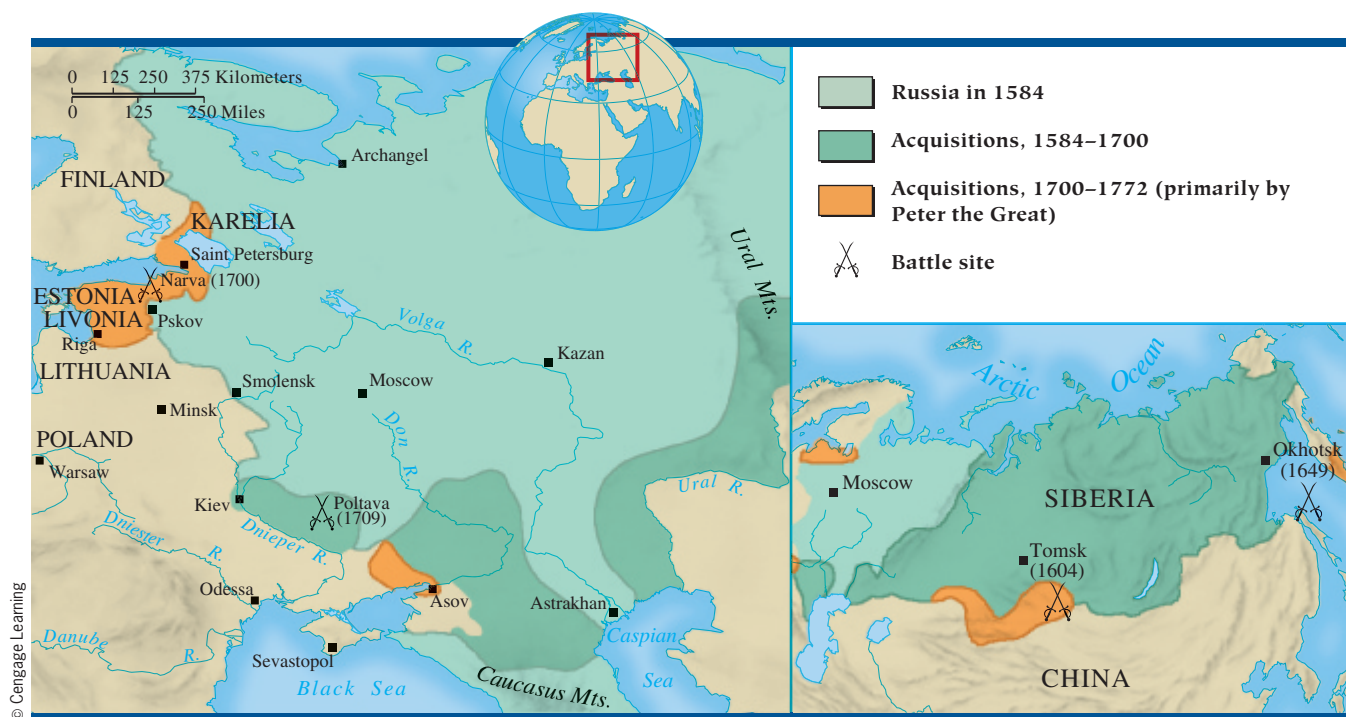 0 125 250 375 Kilometers
0 125 250 Miles
Archangel
FINLAND
KARELIA
Saint Petersburg
Narva (1700)
ESTONIA
LIVONIA
Pskov
Riga
LITHUANIA
Volga
R.
Kazan
Ural Mts.
Smolensk
Moscow
Minsk
Don R.
POLAND
Warsaw
Kiev
Poltava
(1709)
Ural R.
Dniester
R.
Dnieper R.
Odessa
Asov
Astrakhan
Danube
R.
Sevastopol
Caspian
Sea
Black Sea
Caucasus Mts.
© Cengage Learning
Russia in 1584
Acquisitions, 1584–1700
Acquisitions, 1700–1772 (primarily by
Peter the Great)
Battle site
Arctic
Ocean
Okhotsk
(1649)
Moscow
SIBERIA
Tomsk
(1604)
CHINA